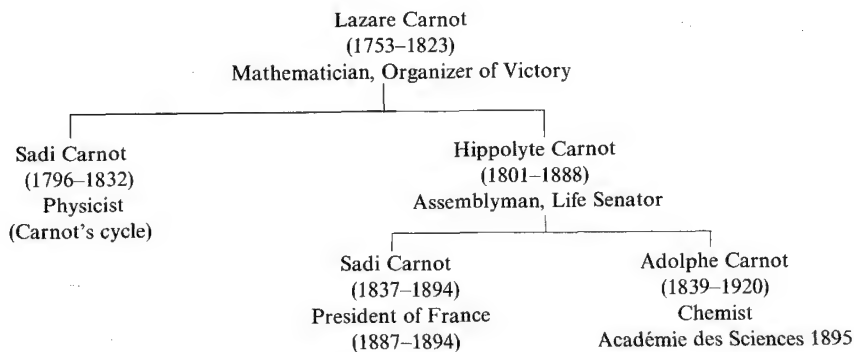 Lazare Carnot
(1753–1823)
Mathematician, Organizer of Victory
Sadi Carnot
(1796–1832)
Physicist
(Carnot's cycle)
Hippolyte Carnot
(1801–1888)
Assemblyman, Life Senator
Sadi Carnot
(1837–1894)
President of France
(1887–1894)
Adolphe Carnot
(1839–1920)
Chemist
Académie des Sciences 1895